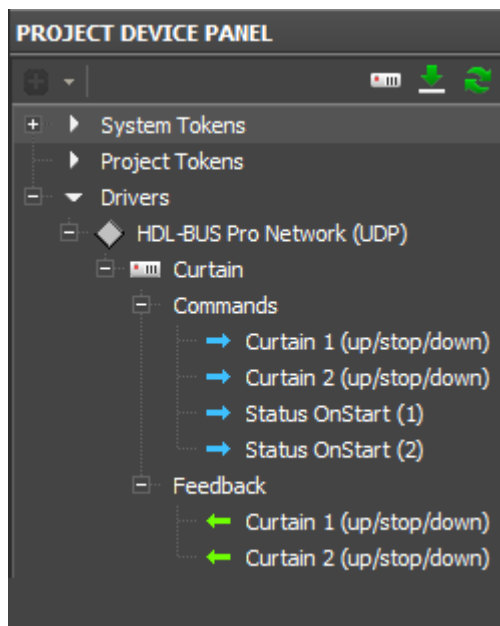 PROJECT DEVICE PANEL
System Tokens
Project Tokens
Drivers
HDL-BUS Pro Network (UDP)
Curtain
Commands
Curtain 1 (up/stop/down)
Curtain 2 (up/stop/down)
Status OnStart (1)
Status OnStart (2)
Feedback
Curtain 1 (up/stop/down)
Curtain 2 (up/stop/down)